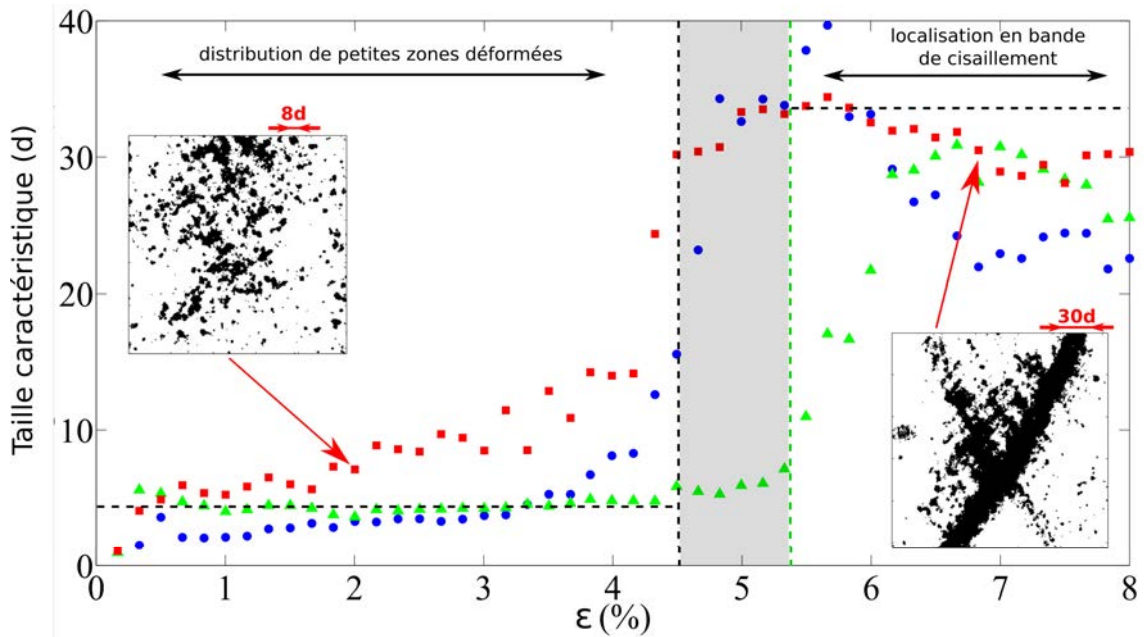 40
30
20
10
0
Taille caractéristique (d)
distribution de petites zones déformées
localisation en bande
de cisaillement
8d
30d
0 1 2 3 4 5 6 7 8
ε (%)